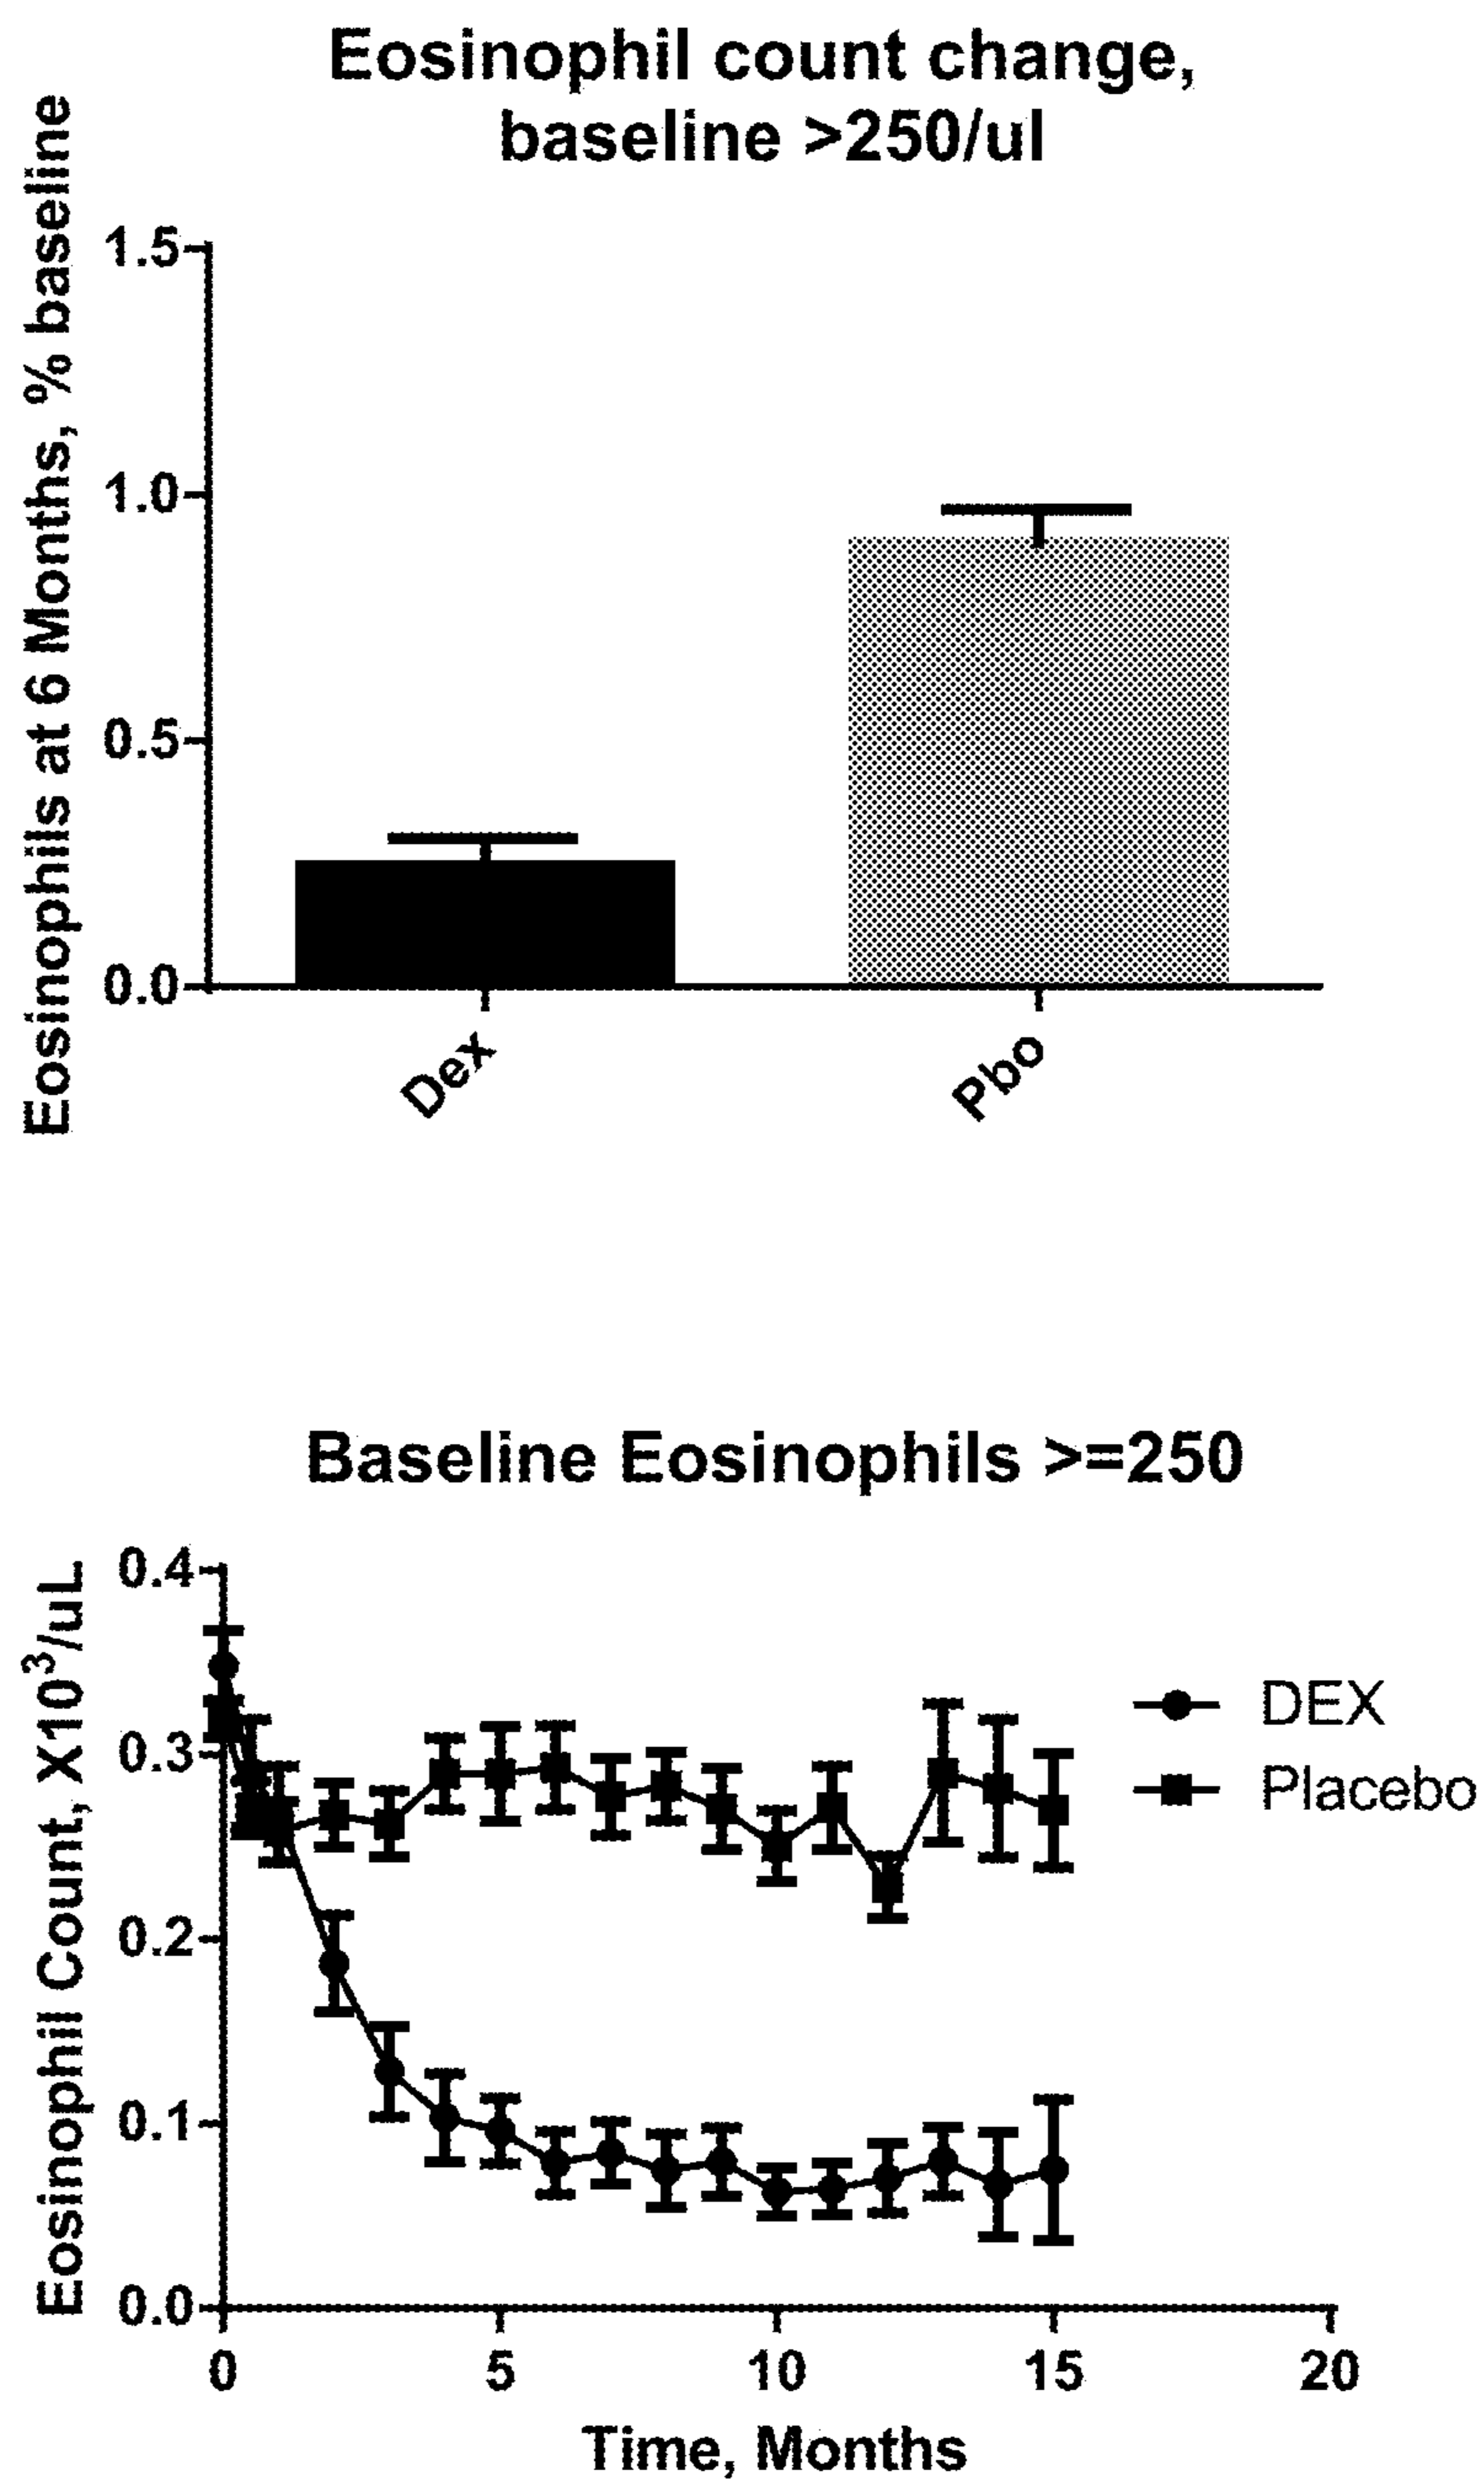 Eosinophil count change,
baseline >250/ul
Eosinophils at 6 Months, % baseline
1.5
1.0
0.5
0.0
Dex
Pbo
Baseline Eosinophils >=250
Eosinophil Count, X10³/uL
0.4
0.3
0.2
0.1
0.0
DEX
Placebo
0 5 10 15 20
Time, Months